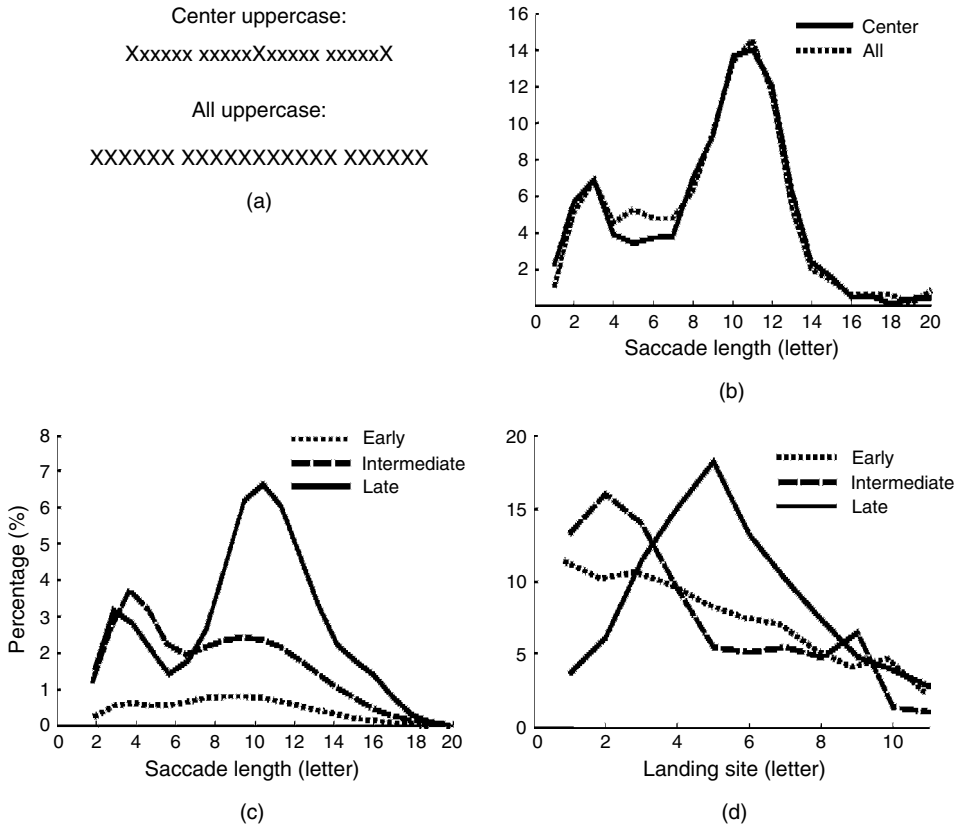 Center uppercase:
Xxxxxx xxxxxXxxxxxx xxxxxX
All uppercase:
XXXXXX XXXXXXXXXXX XXXXXX
(a)
16
14
12
10
8
6
4
2
Center
All
0 2 4 6 8 10 12 14 16 18 20
Saccade length (letter)
(b)
8
7
6
5
4
3
2
1
0
Percentage (%)
Early
Intermediate
Late
0 2 4 6 8 10 12 14 16 18 20
Saccade length (letter)
(c)
20
15
10
5
0
Early
Intermediate
Late
0 2 4 6 8 10
Landing site (letter)
(d)